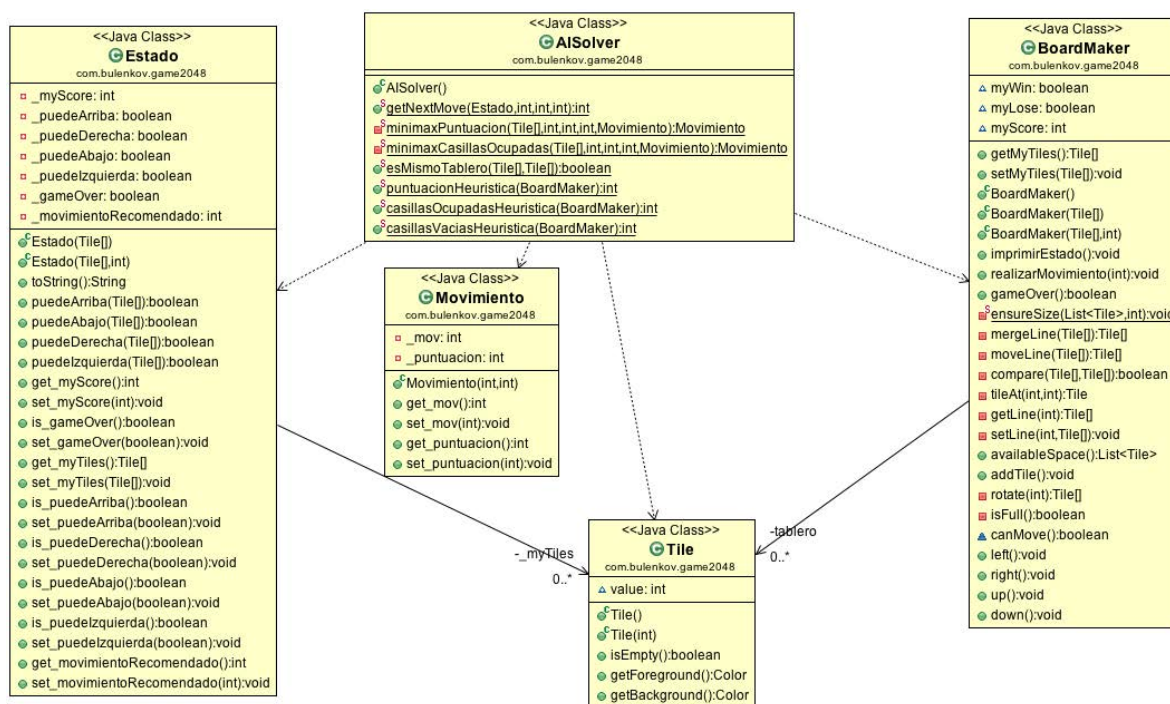 <<Java Class>>
Estado
com.bulenkov.game2048
_myScore: int
_puedeArriba: boolean
_puedeDerecha: boolean
_puedeAbajo: boolean
_puedeIzquierda: boolean
_gameOver: boolean
_movimientoRecomendado: int
Estado(Tile[])
Estado(Tile[],int)
toString():String
puedeArriba(Tile[]):boolean
puedeAbajo(Tile[]):boolean
puedeDerecha(Tile[]):boolean
puedeIzquierda(Tile[]):boolean
get_myScore():int
set_myScore(int):void
is_gameOver():boolean
set_gameOver(boolean):void
get_myTiles():Tile[]
set_myTiles(Tile[]):void
is_puedeArriba():boolean
set_puedeArriba(boolean):void
is_puedeDerecha():boolean
set_puedeDerecha(boolean):void
is_puedeAbajo():boolean
set_puedeAbajo(boolean):void
is_puedeIzquierda():boolean
set_puedeIzquierda(boolean):void
get_movimientoRecomendado():int
set_movimientoRecomendado(int):void
<<Java Class>>
AISolver
com.bulenkov.game2048
AISolver()
getNextMove(Estado,int,int,int):int
minimaxPuntuacion(Tile[],int,int,int,Movimiento):Movimiento
minimaxCasillasOcupadas(Tile[],int,int,int,Movimiento):Movimiento
esMismoTablero(Tile[],Tile[]):boolean
puntuacionHeuristica(BoardMaker):int
casillasOcupadasHeuristica(BoardMaker):int
casillasVaciasHeuristica(BoardMaker):int
<<Java Class>>
Movimiento
com.bulenkov.game2048
_mov: int
_puntuacion: int
Movimiento(int,int)
get_mov():int
set_mov(int):void
get_puntuacion():int
set_puntuacion(int):void
-_myTiles
0..*
<<Java Class>>
Tile
com.bulenkov.game2048
value: int
Tile()
Tile(int)
isEmpty():boolean
getForeground():Color
getBackground():Color
-tablero
0..*
<<Java Class>>
BoardMaker
com.bulenkov.game2048
myWin: boolean
myLose: boolean
myScore: int
getMyTiles():Tile[]
setMyTiles(Tile[]):void
BoardMaker()
BoardMaker(Tile[])
BoardMaker(Tile[],int)
imprimirEstado():void
realizarMovimiento(int):void
gameOver():boolean
ensureSize(List<Tile>,int):void
mergeLine(Tile[]):Tile[]
moveLine(Tile[]):Tile[]
compare(Tile[],Tile[]):boolean
tileAt(int,int):Tile
getLine(int):Tile[]
setLine(int,Tile[]):void
availableSpace():List<Tile>
addTile():void
rotate(int):Tile[]
isFull():boolean
canMove():boolean
left():void
right():void
up():void
down():void